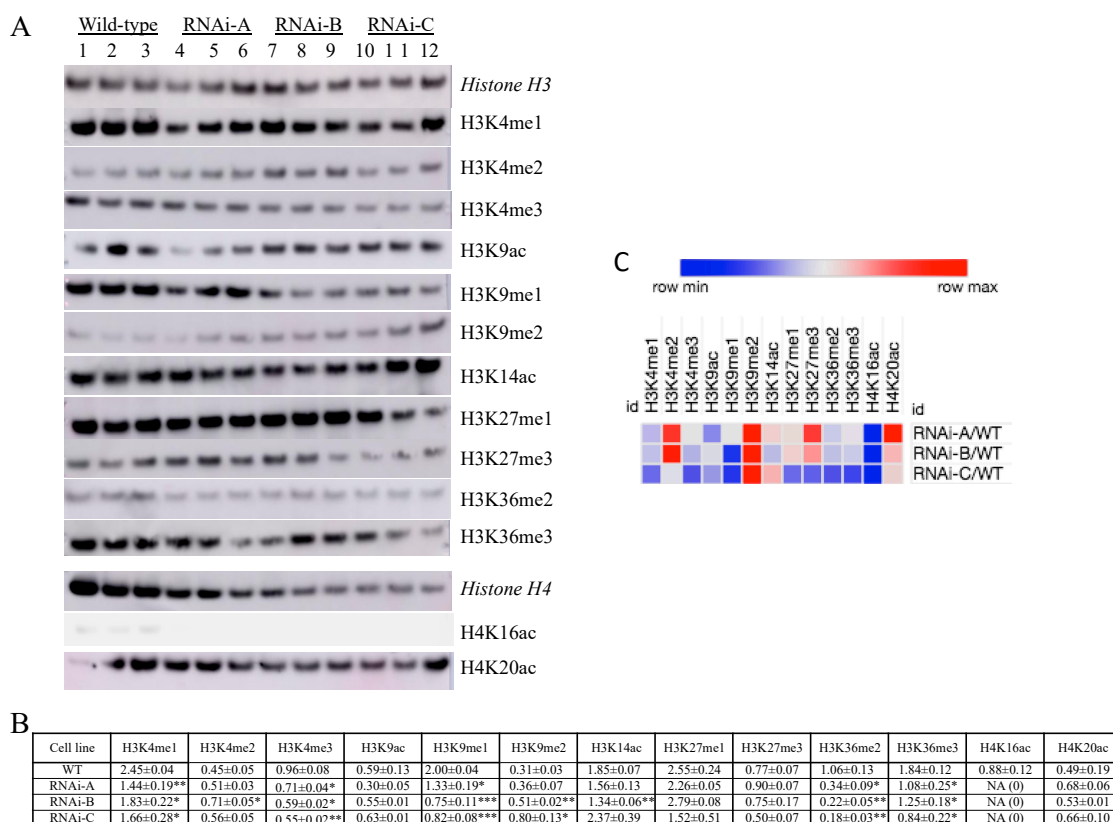 A
Wild-type RNAi-A RNAi-B RNAi-C
1 2 3 4 5 6 7 8 9 10 1 1 1 1 12
Histone H3
H3K4me1
H3K4me2
H3K4me3
H3K9ac
H3K9me1
H3K9me2
H3K14ac
H3K27me1
H3K27me3
H3K36me2
H3K36me3
Histone H4
H4K16ac
H4K20ac
C
row min row max
id H3K4me1 H3K4me2 H3K4me3 H3K9ac H3K9me1 H3K9me2 H3K14ac H3K27me1 H3K27me3 H3K36me2 H3K36me3 H4K16ac H4K20ac id
RNAi-A/WT
RNAi-B/WT
RNAi-C/WT
B
Cell line H3K4me1 H3K4me2 H3K4me3 H3K9ac H3K9me1 H3K9me2 H3K14ac H3K27me1 H3K27me3 H3K36me2 H3K36me3 H4K16ac H4K20ac
WT 2.45±0.04 0.45±0.05 0.96±0.08 0.59±0.13 2.00±0.04 0.31±0.03 1.85±0.07 2.55±0.24 0.77±0.07 1.06±0.13 1.84±0.12 0.88±0.12 0.49±0.19
RNAi-A 1.44±0.19** 0.51±0.03 0.71±0.04* 0.30±0.05 1.33±0.19* 0.36±0.07 1.56±0.13 2.26±0.05 0.90±0.07 0.34±0.09* 1.08±0.25* NA (0) 0.68±0.06
RNAi-B 1.83±0.22* 0.71±0.05* 0.59±0.02* 0.55±0.01 0.75±0.11*** 0.51±0.02** 1.34±0.06** 2.79±0.08 0.75±0.17 0.22±0.05** 1.25±0.18* NA (0) 0.53±0.01
RNAi-C 1.66±0.28* 0.56±0.05 0.55±0.02** 0.63±0.01 0.82±0.08*** 0.80±0.13* 2.37±0.39 1.52±0.51 0.50±0.07 0.18±0.03** 0.84±0.22* NA (0) 0.66±0.10